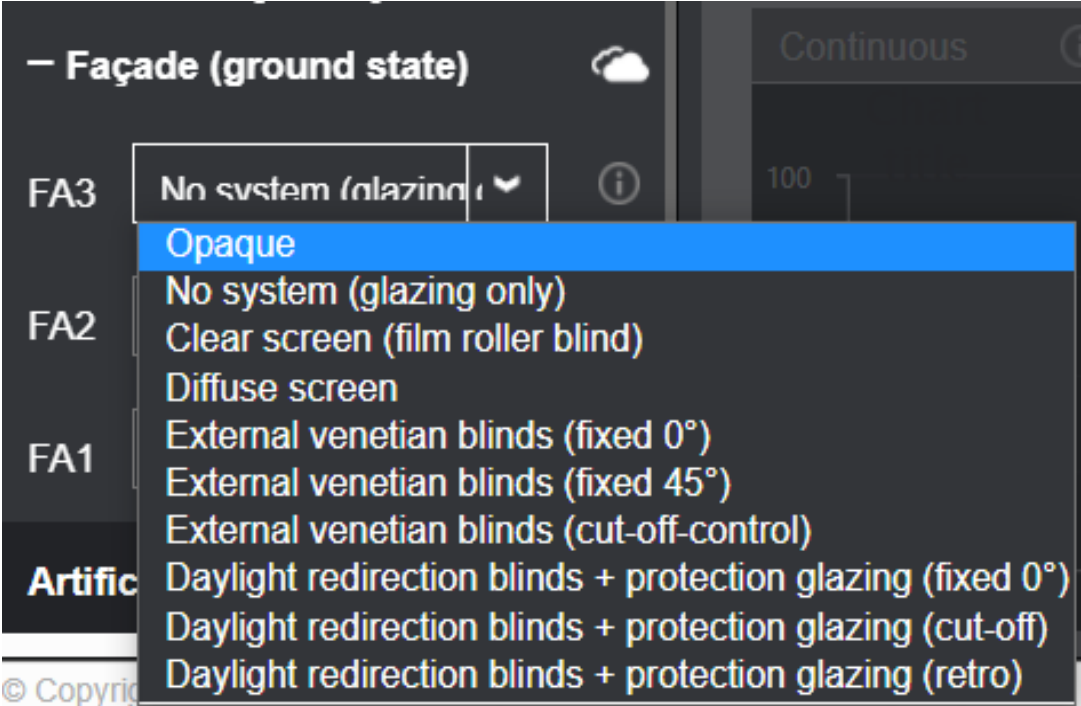 – Façade (ground state)
Continuous
FA3
No system (glazing
100
Opaque
No system (glazing only)
FA2
Clear screen (film roller blind)
Diffuse screen
External venetian blinds (fixed 0°)
FA1
External venetian blinds (fixed 45°)
External venetian blinds (cut-off-control)
Artific
Daylight redirection blinds + protection glazing (fixed 0°)
Daylight redirection blinds + protection glazing (cut-off)
Daylight redirection blinds + protection glazing (retro)
© Copyrig